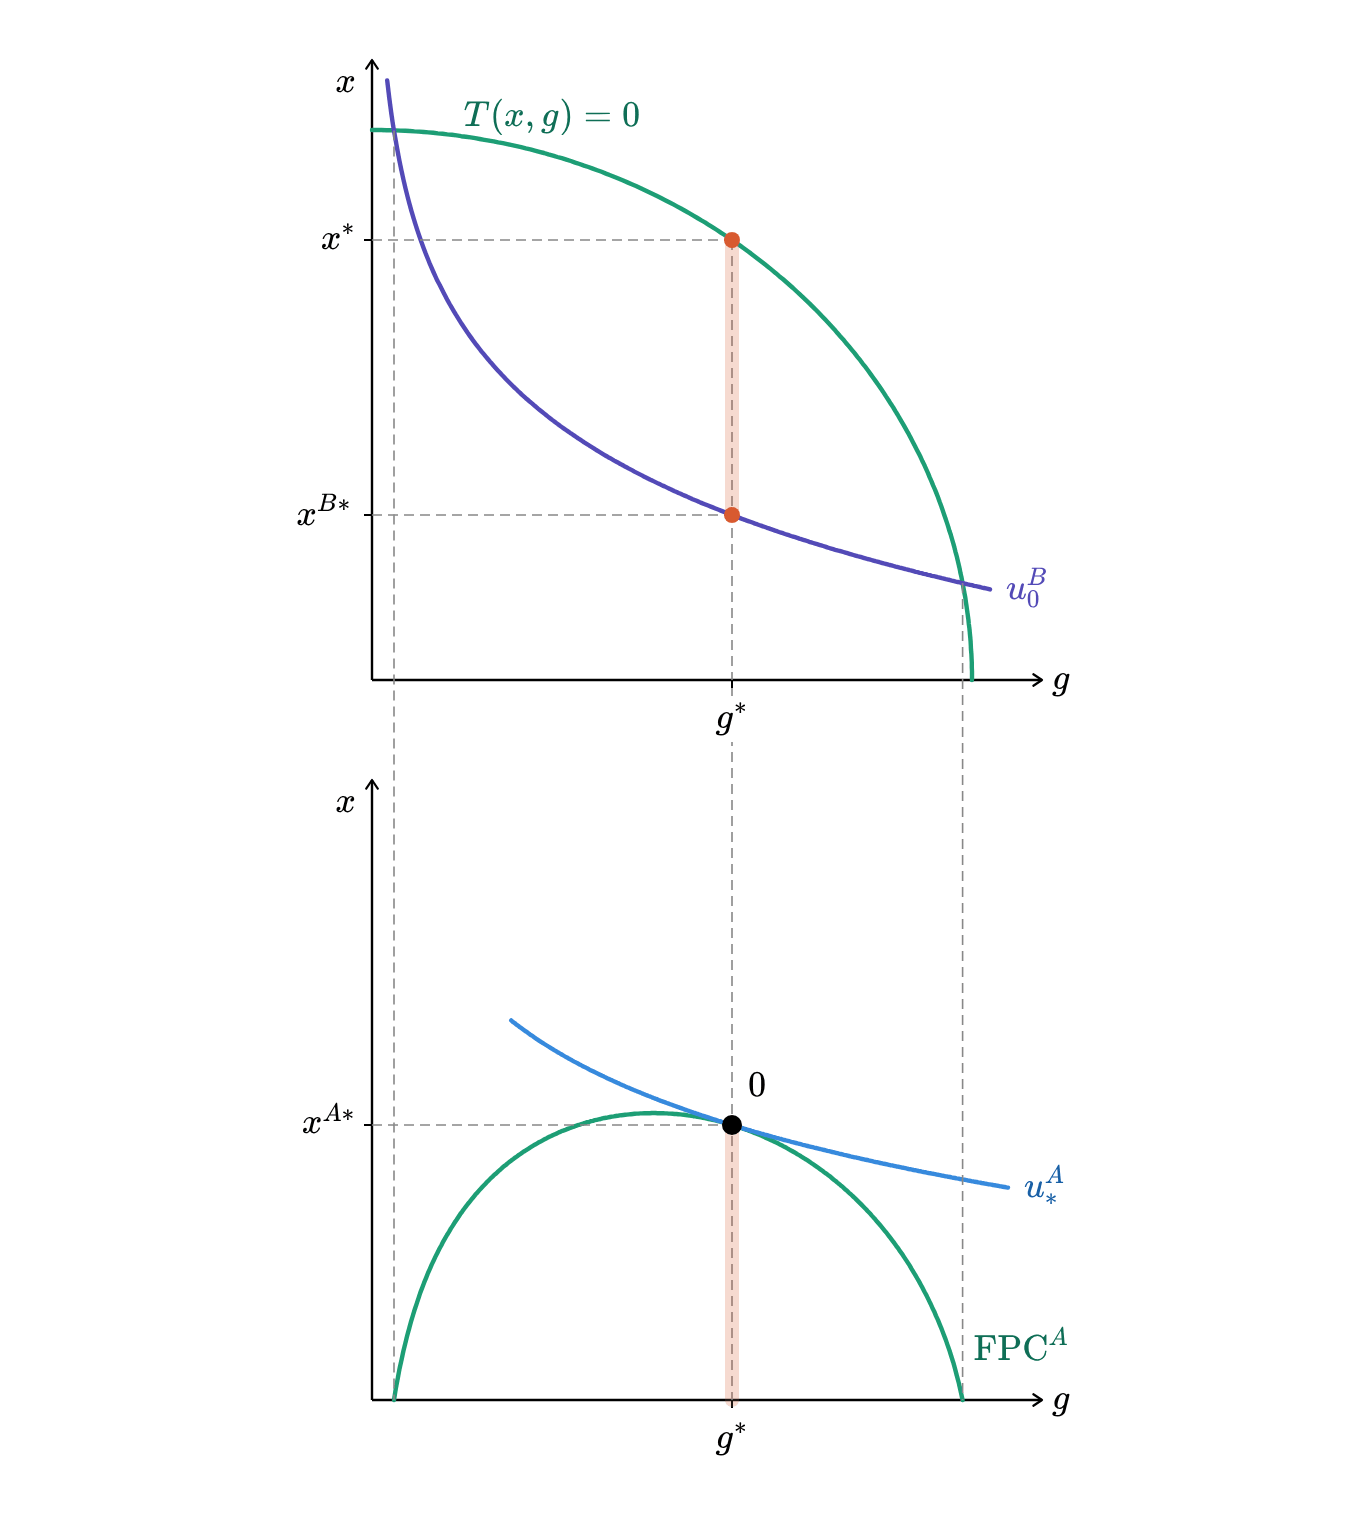 x
T(x, g) = 0
x*
x^{B*}
u_0^B
g
g*
x
0
x^{A*}
u_*^A
FPC^A
g
g*